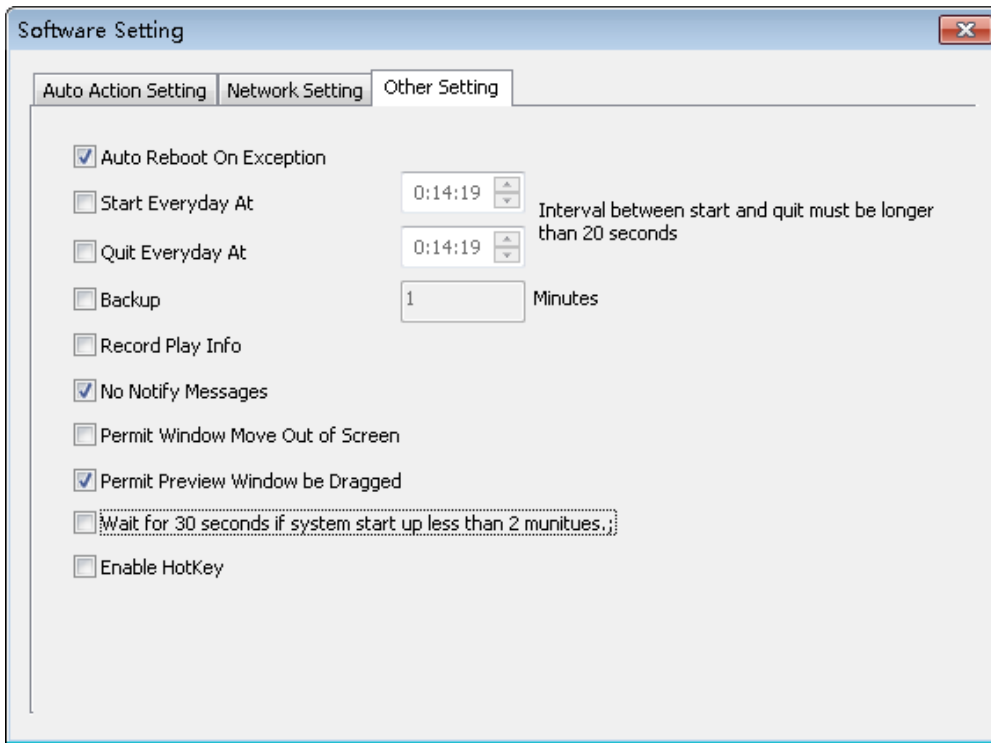 Software Setting
Auto Action Setting
Network Setting
Other Setting
Auto Reboot On Exception
Start Everyday At
0:14:19
Interval between start and quit must be longer
than 20 seconds
Quit Everyday At
0:14:19
Backup
1
Minutes
Record Play Info
No Notify Messages
Permit Window Move Out of Screen
Permit Preview Window be Dragged
Wait for 30 seconds if system start up less than 2 munitues.;
Enable HotKey